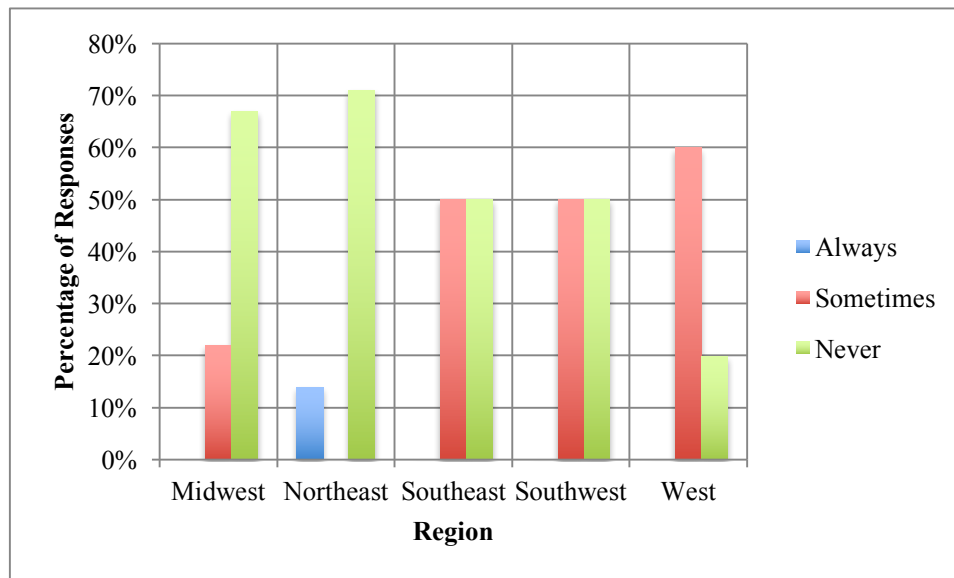 80%
70%
60%
50%
40%
30%
20%
10%
0%
Percentage of Responses
Midwest Northeast Southeast Southwest West
Region
Always
Sometimes
Never